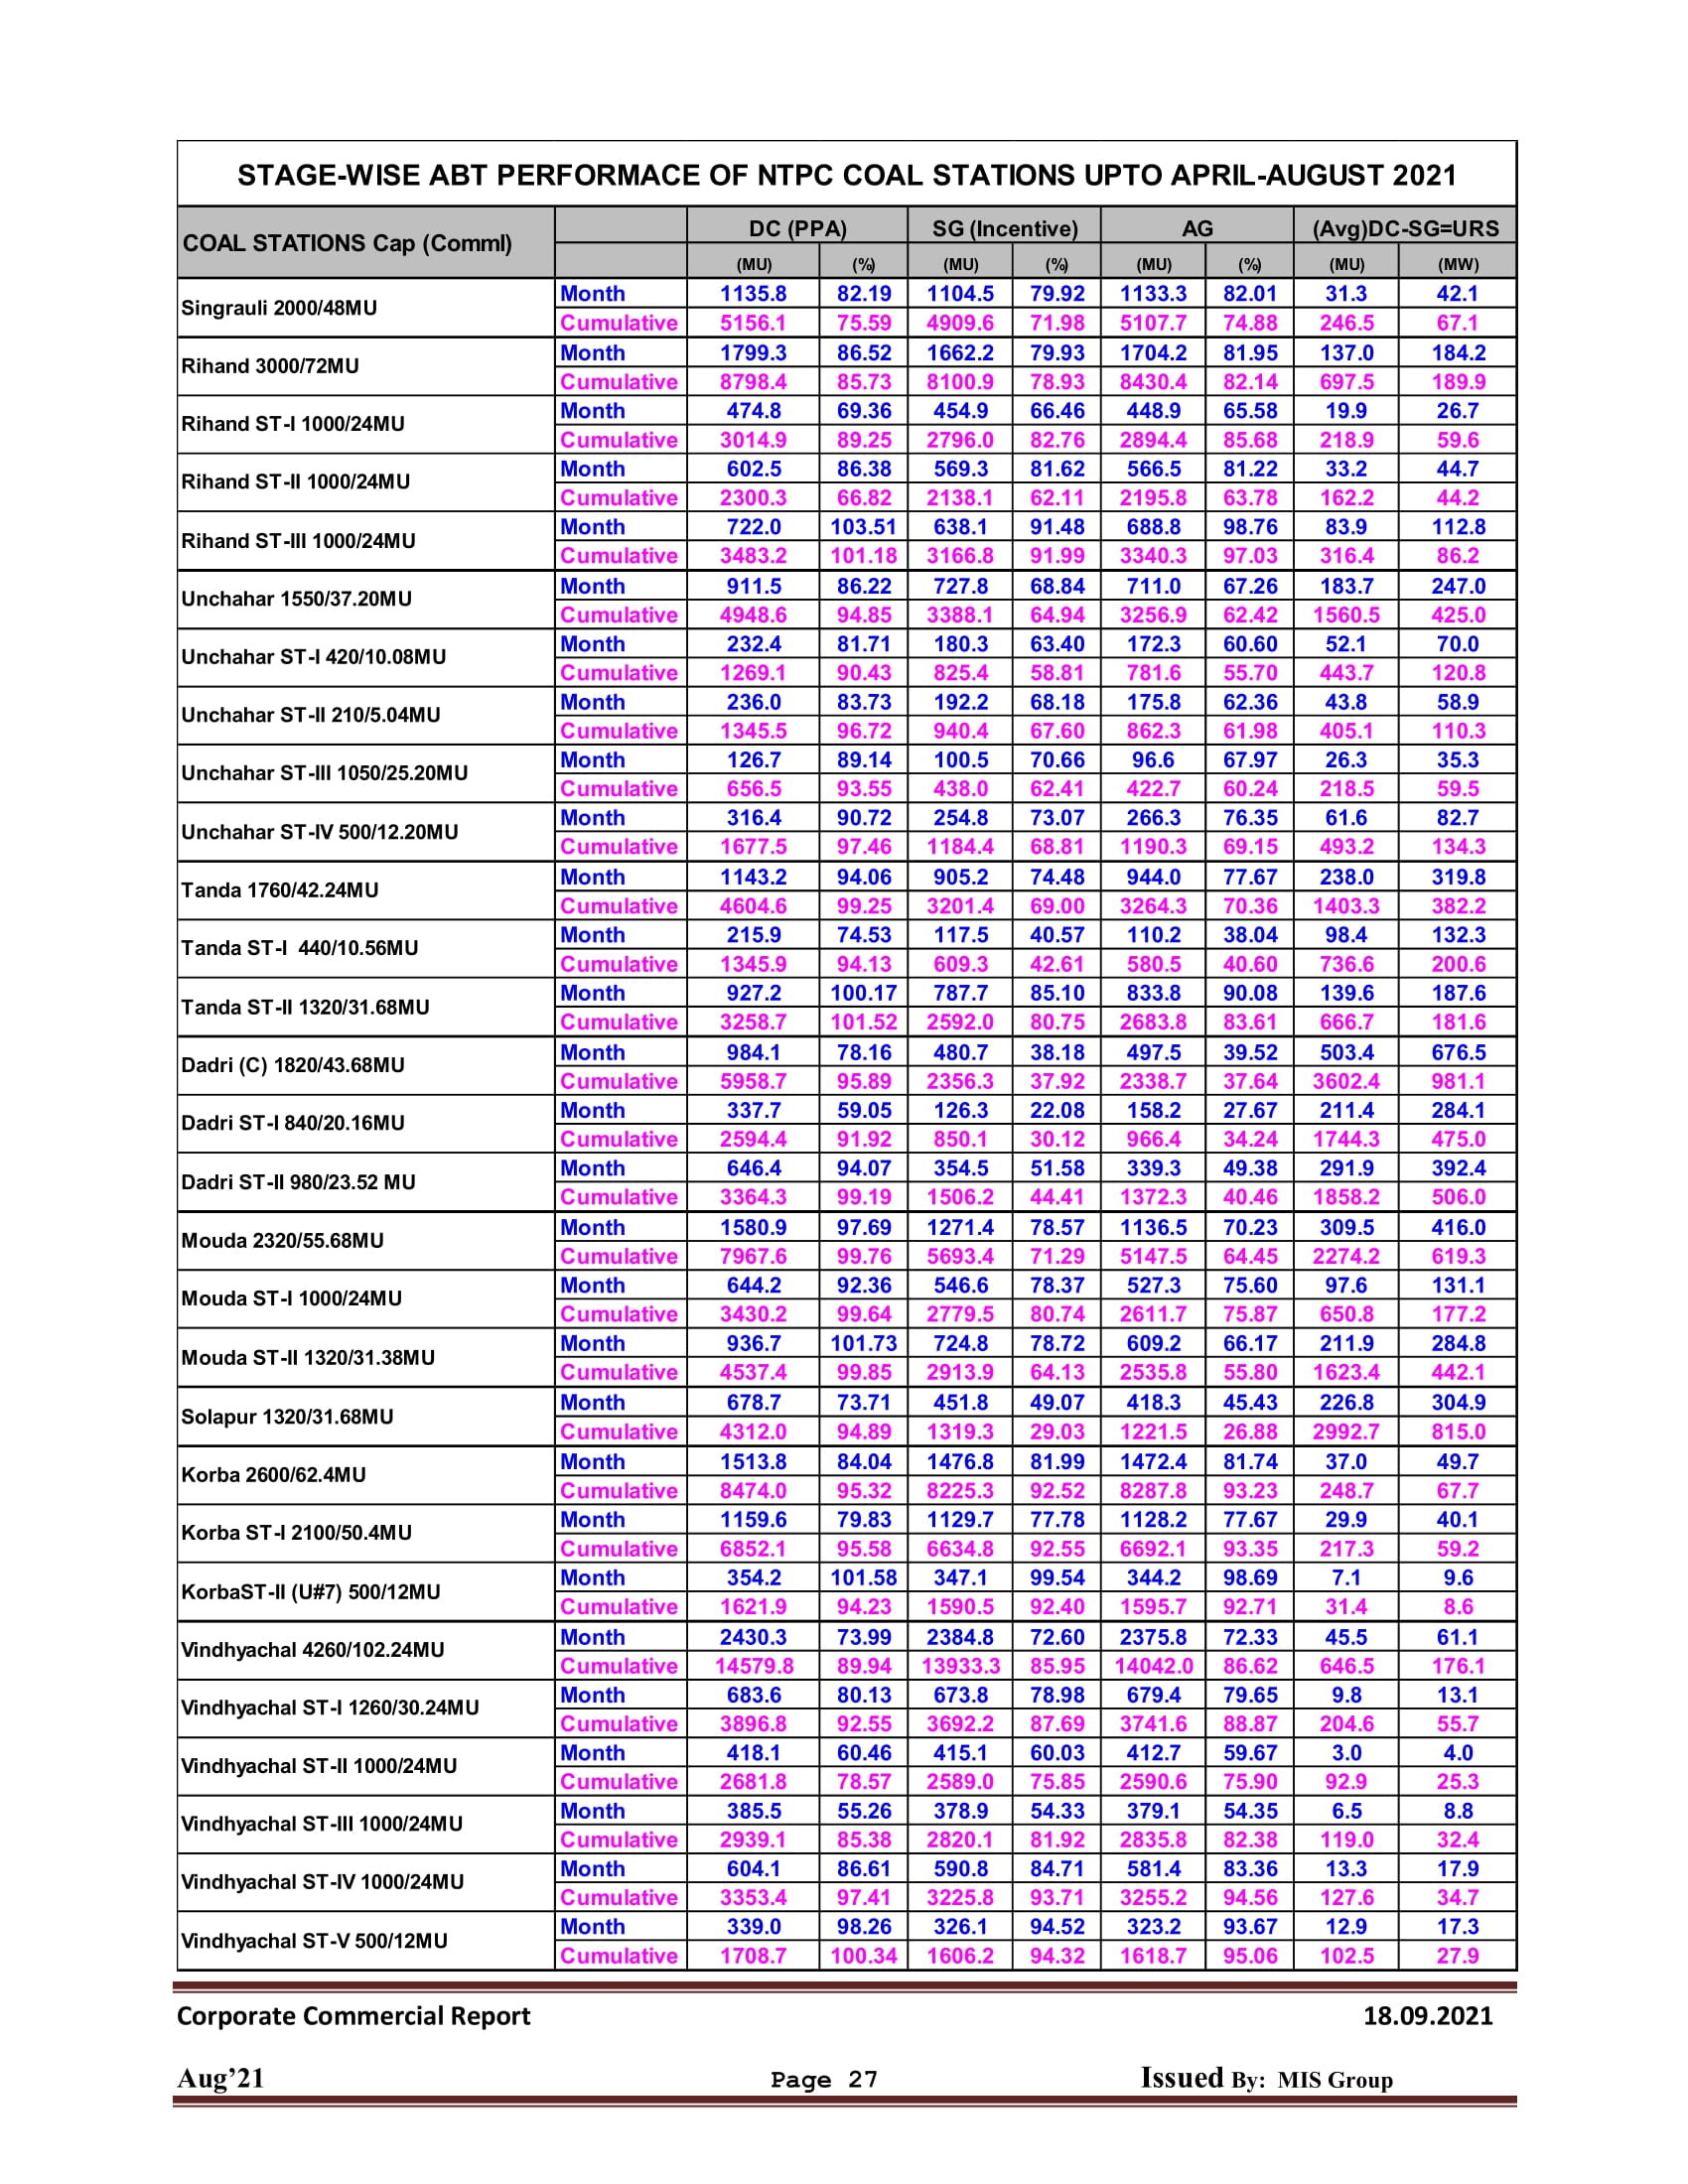 STAGE-WISE ABT PERFORMACE OF NTPC COAL STATIONS UPTO APRIL-AUGUST 2021
COAL STATIONS Cap (Comml) DC (PPA) SG (Incentive) AG (Avg)DC-SG=URS
(MU) (%) (MU) (%) (MU) (%) (MU) (MW)
Singrauli 2000/48MU Month 1135.8 82.19 1104.5 79.92 1133.3 82.01 31.3 42.1
Cumulative 5156.1 75.59 4909.6 71.98 5107.7 74.88 246.5 67.1
Rihand 3000/72MU Month 1799.3 86.52 1662.2 79.93 1704.2 81.95 137.0 184.2
Cumulative 8798.4 85.73 8100.9 78.93 8430.4 82.14 697.5 189.9
Rihand ST-I 1000/24MU Month 474.8 69.36 454.9 66.46 448.9 65.58 19.9 26.7
Cumulative 3014.9 89.25 2796.0 82.76 2894.4 85.68 218.9 59.6
Rihand ST-II 1000/24MU Month 602.5 86.38 569.3 81.62 566.5 81.22 33.2 44.7
Cumulative 2300.3 66.82 2138.1 62.11 2195.8 63.78 162.2 44.2
Rihand ST-III 1000/24MU Month 722.0 103.51 638.1 91.48 688.8 98.76 83.9 112.8
Cumulative 3483.2 101.18 3166.8 91.99 3340.3 97.03 316.4 86.2
Unchahar 1550/37.20MU Month 911.5 86.22 727.8 68.84 711.0 67.26 183.7 247.0
Cumulative 4948.6 94.85 3388.1 64.94 3256.9 62.42 1560.5 425.0
Unchahar ST-I 420/10.08MU Month 232.4 81.71 180.3 63.40 172.3 60.60 52.1 70.0
Cumulative 1269.1 90.43 825.4 58.81 781.6 55.70 443.7 120.8
Unchahar ST-II 210/5.04MU Month 236.0 83.73 192.2 68.18 175.8 62.36 43.8 58.9
Cumulative 1345.5 96.72 940.4 67.60 862.3 61.98 405.1 110.3
Unchahar ST-III 1050/25.20MU Month 126.7 89.14 100.5 70.66 96.6 67.97 26.3 35.3
Cumulative 656.5 93.55 438.0 62.41 422.7 60.24 218.5 59.5
Unchahar ST-IV 500/12.20MU Month 316.4 90.72 254.8 73.07 266.3 76.35 61.6 82.7
Cumulative 1677.5 97.46 1184.4 68.81 1190.3 69.15 493.2 134.3
Tanda 1760/42.24MU Month 1143.2 94.06 905.2 74.48 944.0 77.67 238.0 319.8
Cumulative 4604.6 99.25 3201.4 69.00 3264.3 70.36 1403.3 382.2
Tanda ST-I 440/10.56MU Month 215.9 74.53 117.5 40.57 110.2 38.04 98.4 132.3
Cumulative 1345.9 94.13 609.3 42.61 580.5 40.60 736.6 200.6
Tanda ST-II 1320/31.68MU Month 927.2 100.17 787.7 85.10 833.8 90.08 139.6 187.6
Cumulative 3258.7 101.52 2592.0 80.75 2683.8 83.61 666.7 181.6
Dadri (C) 1820/43.68MU Month 984.1 78.16 480.7 38.18 497.5 39.52 503.4 676.5
Cumulative 5958.7 95.89 2356.3 37.92 2338.7 37.64 3602.4 981.1
Dadri ST-I 840/20.16MU Month 337.7 59.05 126.3 22.08 158.2 27.67 211.4 284.1
Cumulative 2594.4 91.92 850.1 30.12 966.4 34.24 1744.3 475.0
Dadri ST-II 980/23.52 MU Month 646.4 94.07 354.5 51.58 339.3 49.38 291.9 392.4
Cumulative 3364.3 99.19 1506.2 44.41 1372.3 40.46 1858.2 506.0
Mouda 2320/55.68MU Month 1580.9 97.69 1271.4 78.57 1136.5 70.23 309.5 416.0
Cumulative 7967.6 99.76 5693.4 71.29 5147.5 64.45 2274.2 619.3
Mouda ST-I 1000/24MU Month 644.2 92.36 546.6 78.37 527.3 75.60 97.6 131.1
Cumulative 3430.2 99.64 2779.5 80.74 2611.7 75.87 650.8 177.2
Mouda ST-II 1320/31.38MU Month 936.7 101.73 724.8 78.72 609.2 66.17 211.9 284.8
Cumulative 4537.4 99.85 2913.9 64.13 2535.8 55.80 1623.4 442.1
Solapur 1320/31.68MU Month 678.7 73.71 451.8 49.07 418.3 45.43 226.8 304.9
Cumulative 4312.0 94.89 1319.3 29.03 1221.5 26.88 2992.7 815.0
Korba 2600/62.4MU Month 1513.8 84.04 1476.8 81.99 1472.4 81.74 37.0 49.7
Cumulative 8474.0 95.32 8225.3 92.52 8287.8 93.23 248.7 67.7
Korba ST-I 2100/50.4MU Month 1159.6 79.83 1129.7 77.78 1128.2 77.67 29.9 40.1
Cumulative 6852.1 95.58 6634.8 92.55 6692.1 93.35 217.3 59.2
KorbaST-II (U#7) 500/12MU Month 354.2 101.58 347.1 99.54 344.2 98.69 7.1 9.6
Cumulative 1621.9 94.23 1590.5 92.40 1595.7 92.71 31.4 8.6
Vindhyachal 4260/102.24MU Month 2430.3 73.99 2384.8 72.60 2375.8 72.33 45.5 61.1
Cumulative 14579.8 89.94 13933.3 85.95 14042.0 86.62 646.5 176.1
Vindhyachal ST-I 1260/30.24MU Month 683.6 80.13 673.8 78.98 679.4 79.65 9.8 13.1
Cumulative 3896.8 92.55 3692.2 87.69 3741.6 88.87 204.6 55.7
Vindhyachal ST-II 1000/24MU Month 418.1 60.46 415.1 60.03 412.7 59.67 3.0 4.0
Cumulative 2681.8 78.57 2589.0 75.85 2590.6 75.90 92.9 25.3
Vindhyachal ST-III 1000/24MU Month 385.5 55.26 378.9 54.33 379.1 54.35 6.5 8.8
Cumulative 2939.1 85.38 2820.1 81.92 2835.8 82.38 119.0 32.4
Vindhyachal ST-IV 1000/24MU Month 604.1 86.61 590.8 84.71 581.4 83.36 13.3 17.9
Cumulative 3353.4 97.41 3225.8 93.71 3255.2 94.56 127.6 34.7
Vindhyachal ST-V 500/12MU Month 339.0 98.26 326.1 94.52 323.2 93.67 12.9 17.3
Cumulative 1708.7 100.34 1606.2 94.32 1618.7 95.06 102.5 27.9
Corporate Commercial Report 18.09.2021
Aug’21 Page 27 Issued By: MIS Group